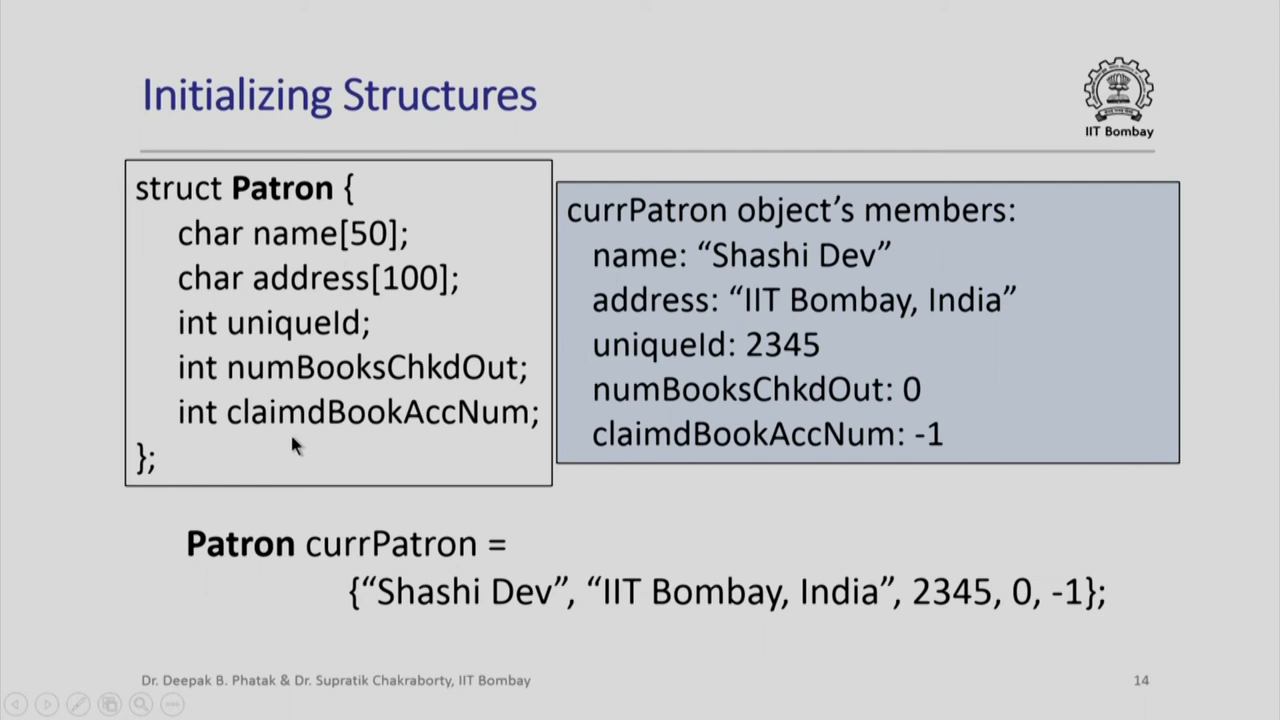 Initializing Structures
IIT Bombay
struct Patron {
char name[50];
char address[100];
int uniqueId;
int numBooksChkdOut;
int claimdBookAccNum;
};
currPatron object’s members:
name: “Shashi Dev”
address: “IIT Bombay, India”
uniqueId: 2345
numBooksChkdOut: 0
claimdBookAccNum: -1
Patron currPatron =
{“Shashi Dev”, “IIT Bombay, India”, 2345, 0, -1};
Dr. Deepak B. Phatak & Dr. Supratik Chakraborty, IIT Bombay
14